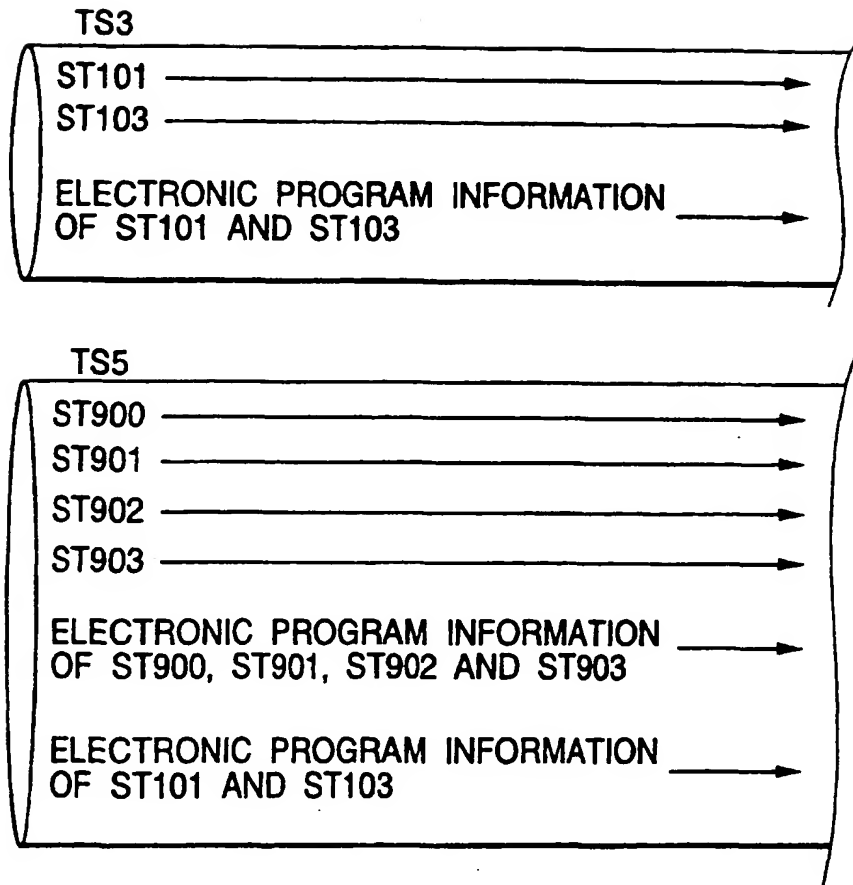 TS3
ST101
ST103
ELECTRONIC PROGRAM INFORMATION
OF ST101 AND ST103
TS5
ST900
ST901
ST902
ST903
ELECTRONIC PROGRAM INFORMATION
OF ST900, ST901, ST902 AND ST903
ELECTRONIC PROGRAM INFORMATION
OF ST101 AND ST103